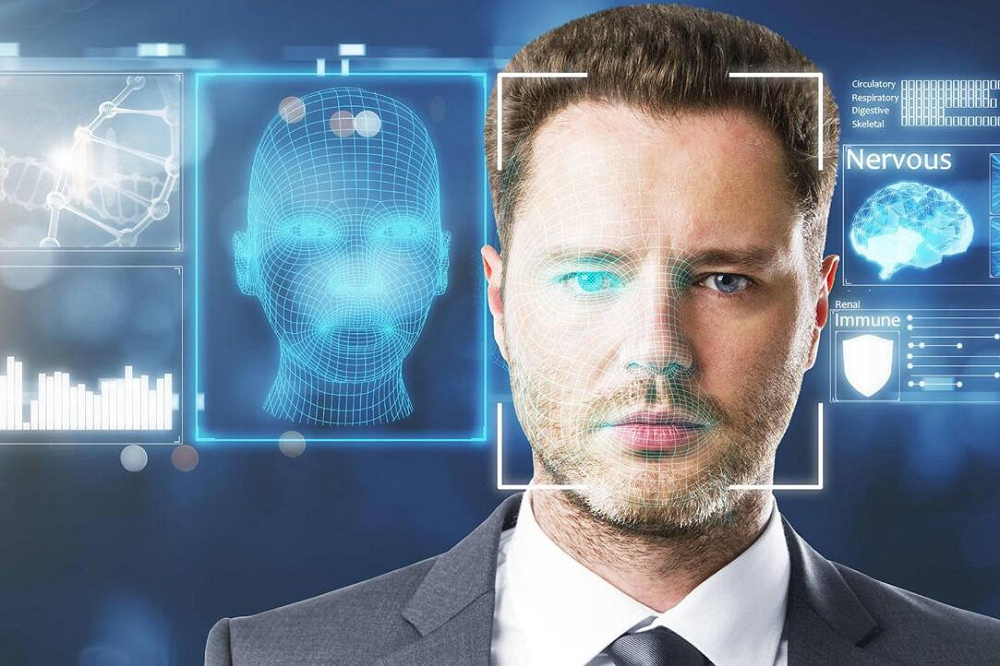 Circulatory
Respiratory
Digestive
Skeletal
Nervous
Renal
Immune